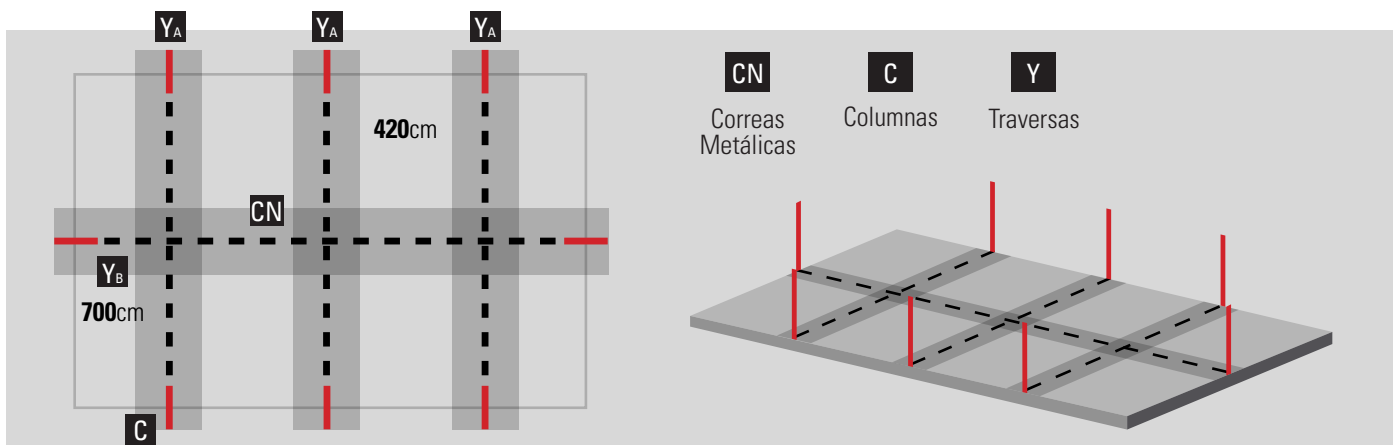 YA YA YA
420cm
CN
YB
700cm
C
CN C Y
Correas Metálicas
Columnas
Traversas